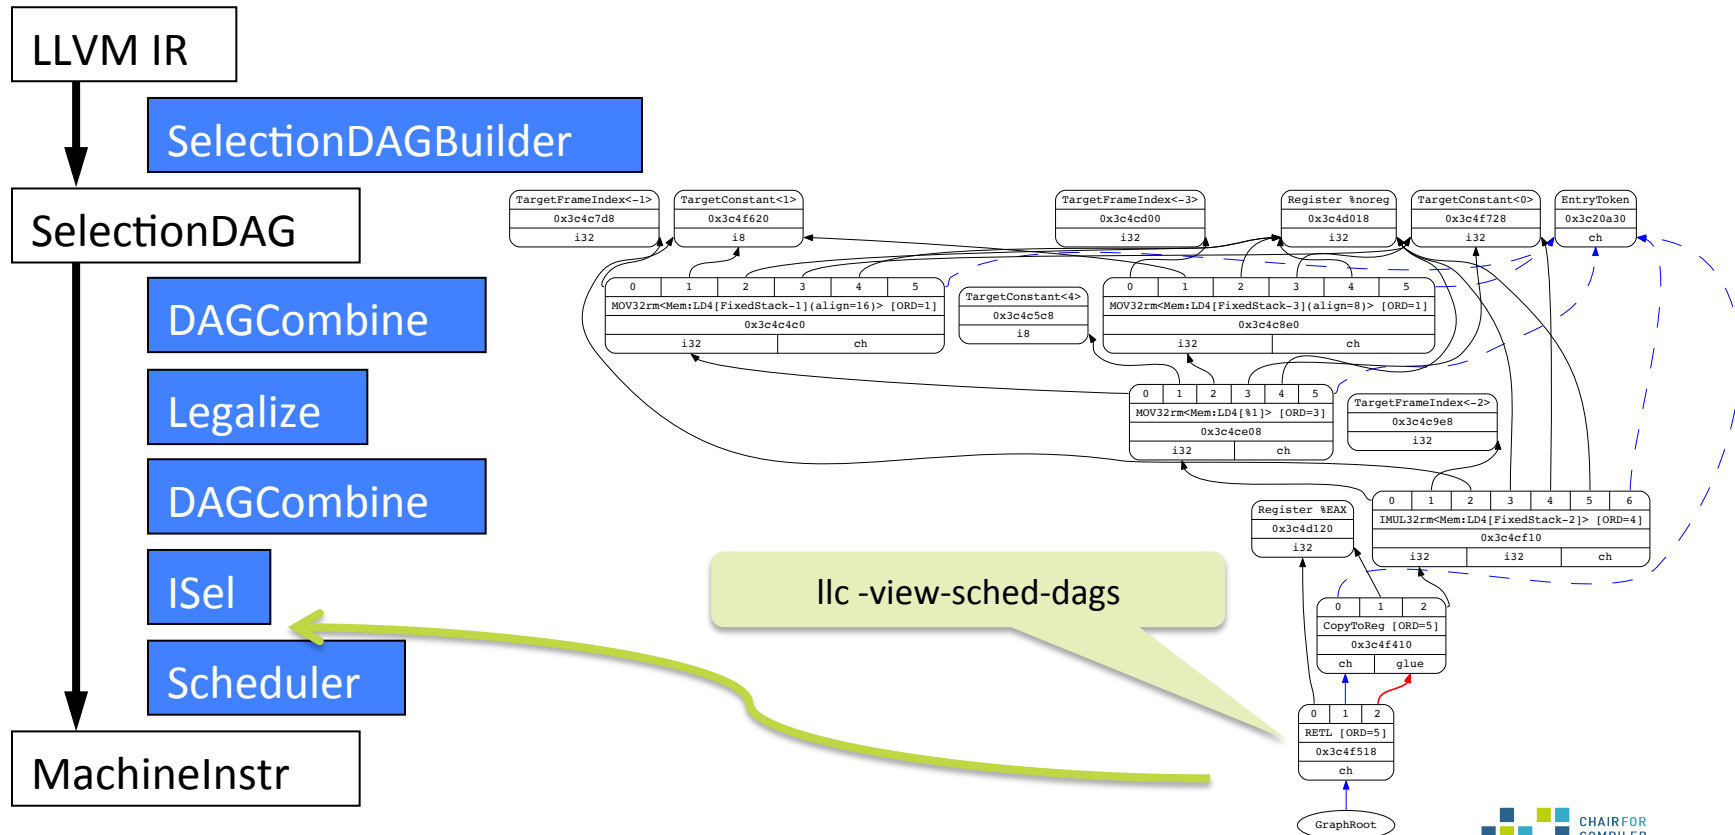 LLVM IR
SelectionDAGBuilder
SelectionDAG
DAGCombine
Legalize
DAGCombine
ISel
Scheduler
MachineInstr
llc -view-sched-dags
TargetFrameIndex<-1>
0x3c4c7d8
i32
TargetConstant<1>
0x3c4f620
i8
TargetFrameIndex<-3>
0x3c4cd00
i32
Register %noreg
0x3c4d018
i32
TargetConstant<0>
0x3c4f728
i32
EntryToken
0x3c20a30
ch
0 1 2 3 4 5
MOV32rm<Mem:LD4[FixedStack-1](align=16)> [ORD=1]
0x3c4c4c0
i32 ch
TargetConstant<4>
0x3c4c5c8
i8
0 1 2 3 4 5
MOV32rm<Mem:LD4[FixedStack-3](align=8)> [ORD=1]
0x3c4c8e0
i32 ch
0 1 2 3 4 5
MOV32rm<Mem:LD4[%1]> [ORD=3]
0x3c4ce08
i32 ch
TargetFrameIndex<-2>
0x3c4c9e8
i32
0 1 2 3 4 5 6
IMUL32rm<Mem:LD4[FixedStack-2]> [ORD=4]
0x3c4cf10
i32 i32 ch
Register %EAX
0x3c4d120
i32
0 1 2
CopyToReg [ORD=5]
0x3c4f410
ch glue
0 1 2
RETL [ORD=5]
0x3c4f518
ch
GraphRoot
CHAIR FOR
COMPILER